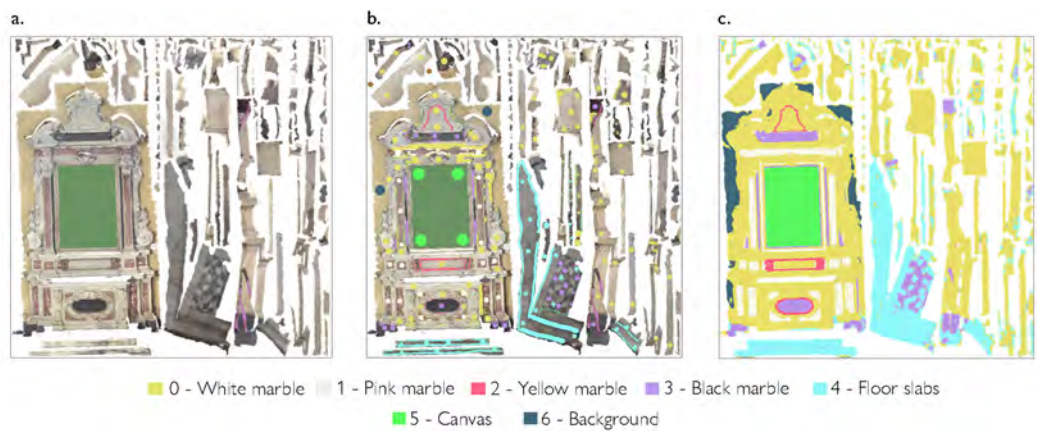 a.
b.
c.
0 - White marble 1 - Pink marble 2 - Yellow marble 3 - Black marble 4 - Floor slabs
5 - Canvas 6 - Background